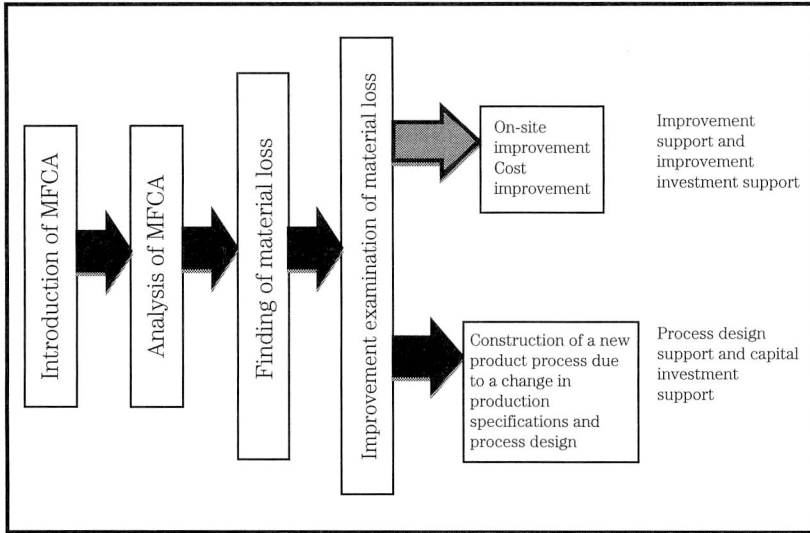 Introduction of MFCA
Analysis of MFCA
Finding of material loss
Improvement examination of material loss
On-site
improvement
Cost
improvement
Improvement
support and
improvement
investment support
Construction of a new
product process due
to a change in
production
specifications and
process design
Process design
support and capital
investment
support